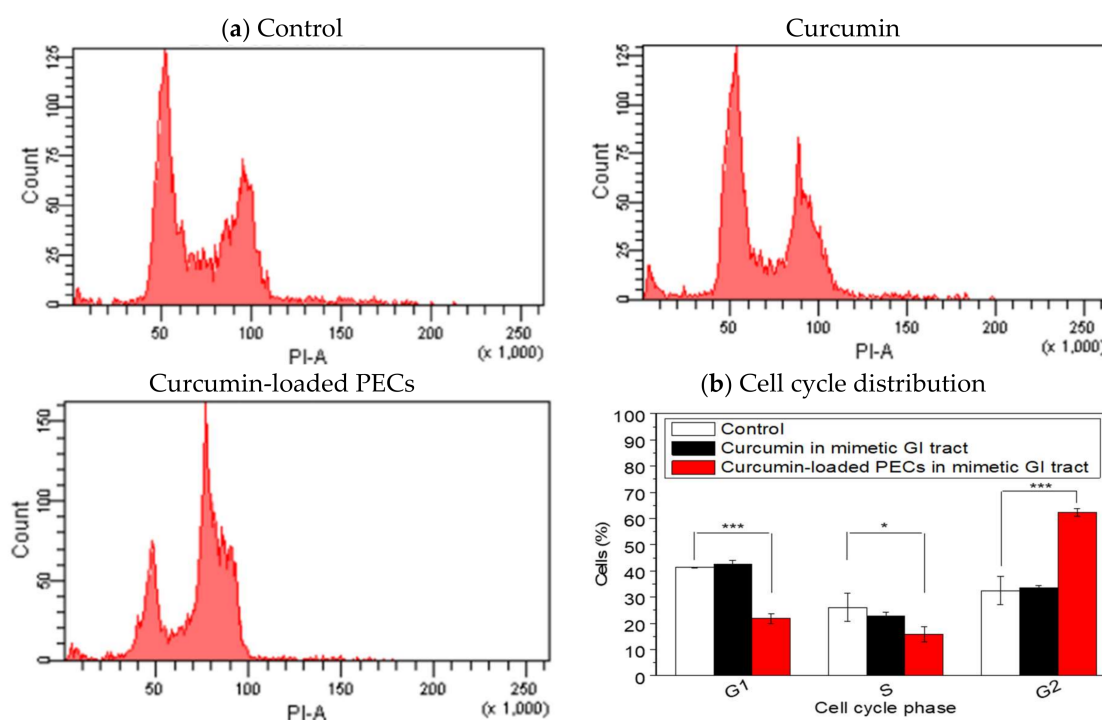 (a) Control
Curcumin
Count
125
100
75
50
25
0
50 100 150 200 250
PI-A
(x 1,000)
Count
125
100
75
50
25
0
50 100 150 200 250
PI-A
(x 1,000)
Curcumin-loaded PECs
(b) Cell cycle distribution
Count
150
100
50
0
50 100 150 200 250
PI-A
(x 1,000)
Control
Curcumin in mimetic GI tract
Curcumin-loaded PECs in mimetic GI tract
Cells (%)
100
90
80
70
60
50
40
30
20
10
0
***
*
***
G1 S G2
Cell cycle phase